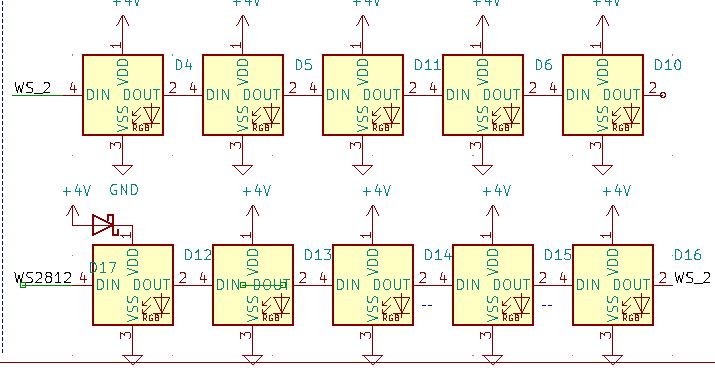 +4V +4V +4V +4V +4V
1 1 1 1 1
VDD D4 VDD D5 VDD D11 VDD D6 VDD D10
WS_2 4 DIN DOUT 2 4 DIN DOUT 2 4 DIN DOUT 2 4 DIN DOUT 2 4 DIN DOUT 2
VSS RGB VSS RGB VSS RGB VSS RGB VSS RGB
3 3 3 3 3
+4V GND +4V +4V +4V +4V
1 1 1 1 1
D17 VDD D12 VDD D13 VDD D14 VDD D15 VDD D16
WS2812 4 DIN DOUT 2 4 DIN DOUT 2 4 DIN DOUT 2 4 DIN DOUT 2 4 DIN DOUT 2 WS_2
VSS RGB VSS RGB VSS RGB -- VSS RGB -- VSS RGB
3 3 3 3 3